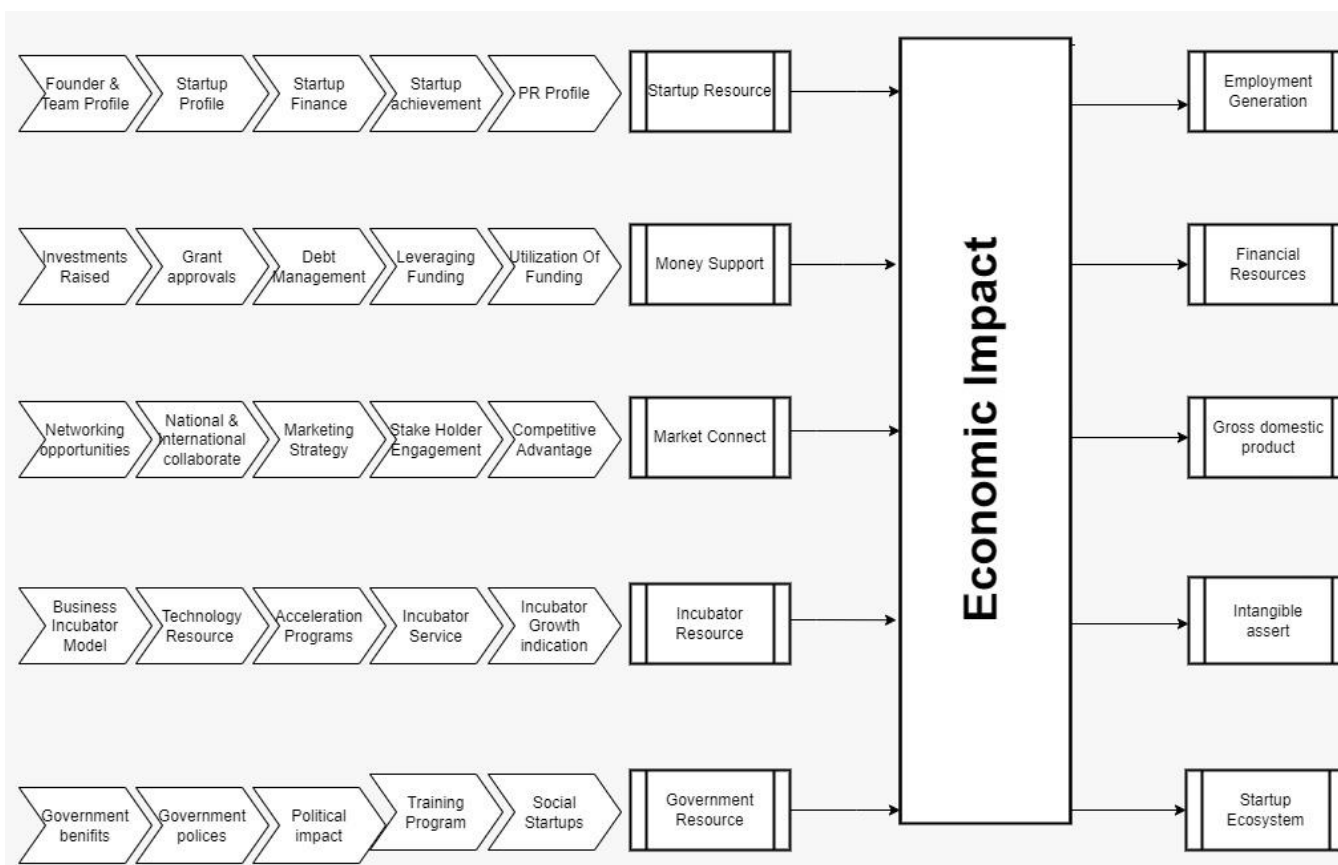 Founder &
Team Profile
Startup
Profile
Startup
Finance
Startup
achievement
PR Profile
Startup Resource
Employment
Generation
Investments
Raised
Grant
approvals
Debt
Management
Leveraging
Funding
Utilization Of
Funding
Money Support
Financial
Resources
Economic Impact
Networking
opportunities
National &
International
collaborate
Marketing
Strategy
Stake Holder
Engagement
Competitive
Advantage
Market Connect
Gross domestic
product
Business
Incubator
Model
Technology
Resource
Acceleration
Programs
Incubator
Service
Incubator
Growth
indication
Incubator
Resource
Intangible
assert
Government
benifits
Government
polices
Political
impact
Training
Program
Social
Startups
Government
Resource
Startup
Ecosystem